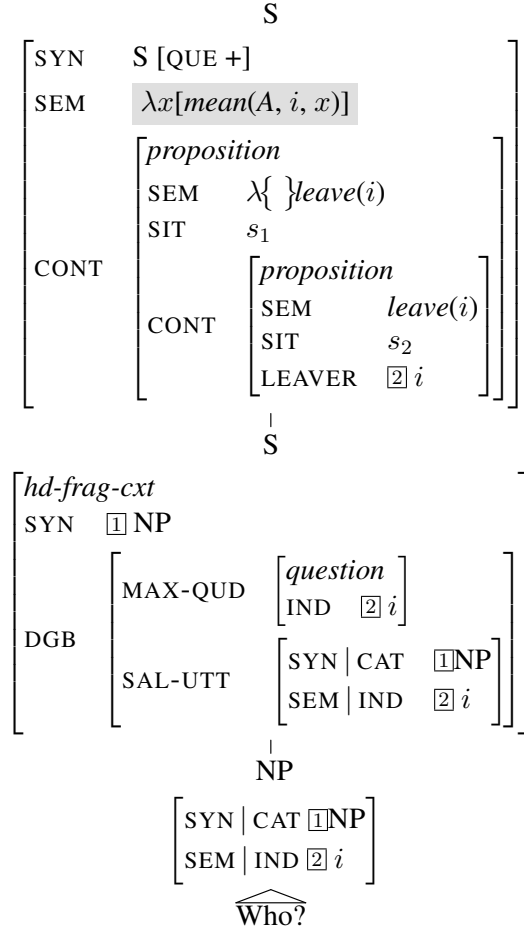 S
SYN S [QUE +]
SEM λx[mean(A, i, x)]
proposition
SEM λ{ }leave(i)
SIT s₁
CONT
proposition
SEM leave(i)
CONT
SIT s₂
LEAVER 2 i
S
hd-frag-cxt
SYN 1 NP
MAX-QUD
question
IND 2 i
DGB
SAL-UTT
SYN | CAT 1NP
SEM | IND 2 i
NP
SYN | CAT 1NP
SEM | IND 2 i
Who?